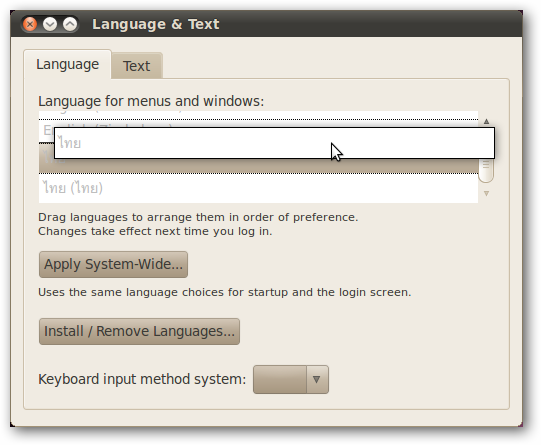 Language & Text
Language
Text
Language for menus and windows:
ไทย
ไทย (ไทย)
Drag languages to arrange them in order of preference.
Changes take effect next time you log in.
Apply System-Wide...
Uses the same language choices for startup and the login screen.
Install / Remove Languages...
Keyboard input method system: